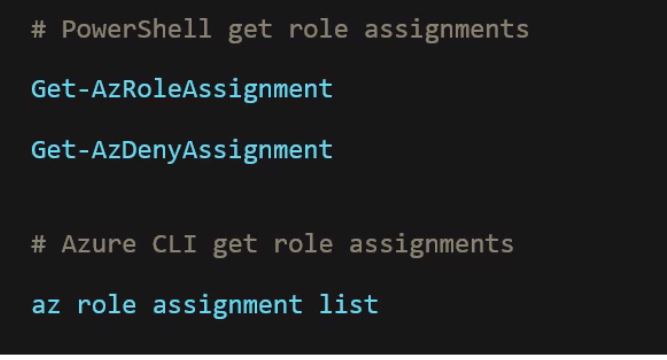 # PowerShell get role assignments
Get-AzRoleAssignment
Get-AzDenyAssignment
# Azure CLI get role assignments
az role assignment list